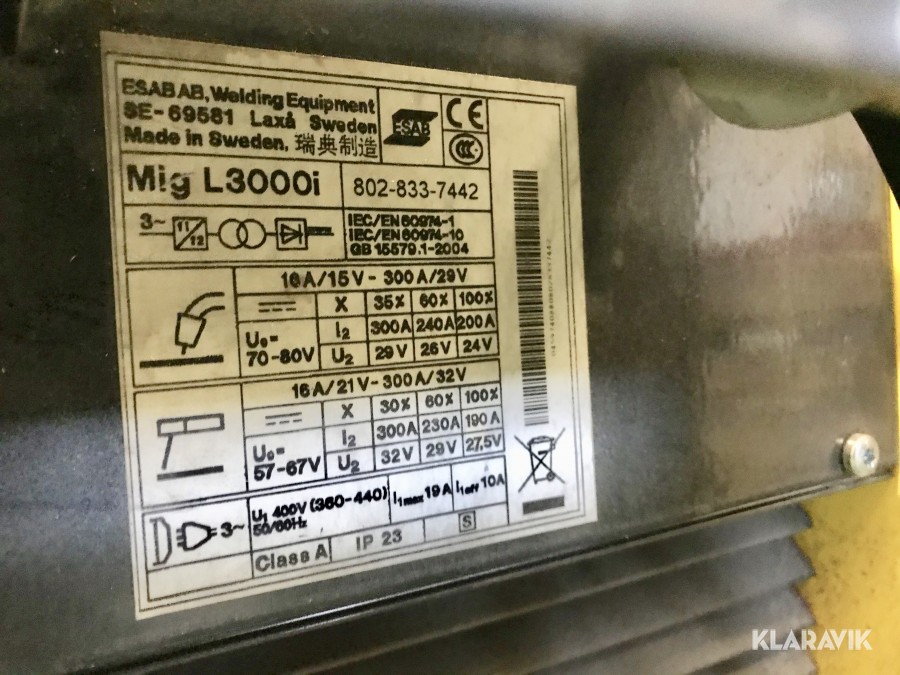 ESAB AB, Welding Equipment
SE-69581 Laxå Sweden
Made in Sweden, 瑞典制造
ESAB
CE
CCC
Mig L3000i
802-833-7442
3~ f1 f2
IEC/EN 60974-1
IEC/EN 60974-10
GB 15579.1-2004
16A/15V - 300A/29V
X 35% 60% 100%
U₀=
70-80V
I₂ 300A 240A 200A
U₂ 29V 26V 24V
16A/21V-300A/32V
X 30% 60% 100%
U₀=
57-67V
I₂ 300A 230A 190A
U₂ 32V 29V 27,5V
3~
U₁ 400V (360-440)
50/60Hz
I₁max 19A
I₁eff 10A
Class A
IP 23
S
KLARAVIK